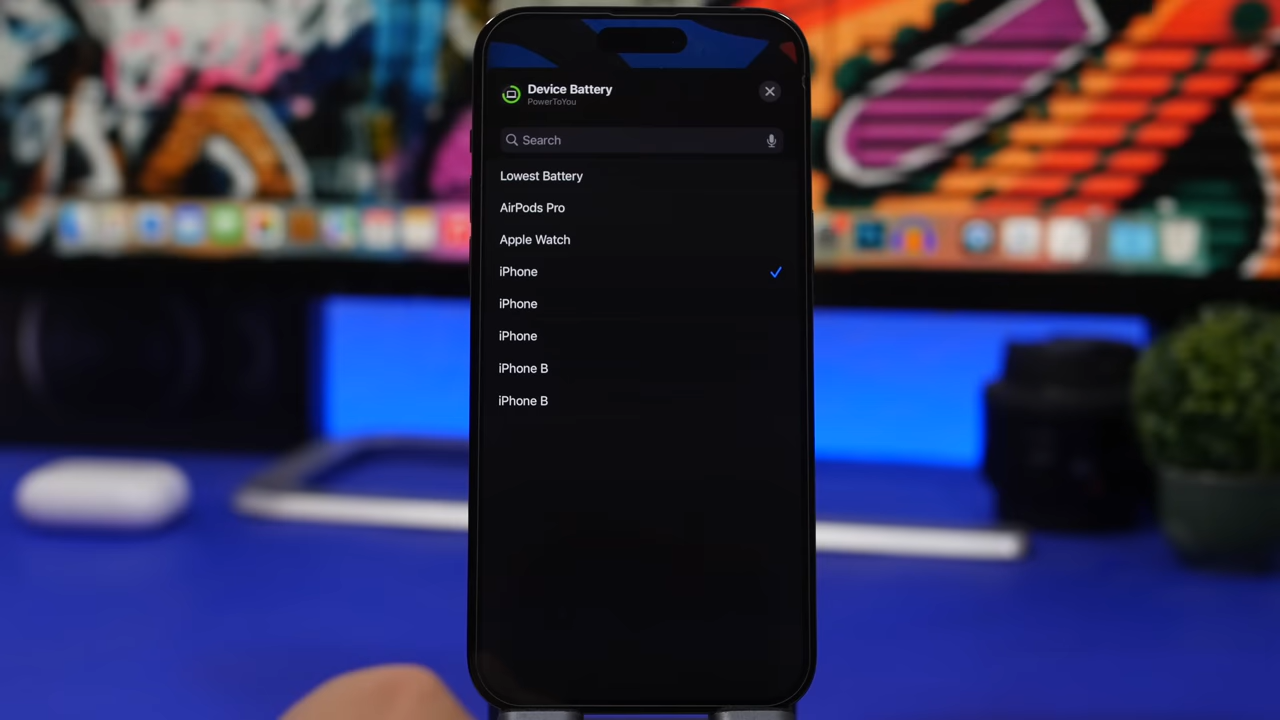 Device Battery
PowerToYou
Search
Lowest Battery
AirPods Pro
Apple Watch
iPhone
iPhone
iPhone
iPhone B
iPhone B